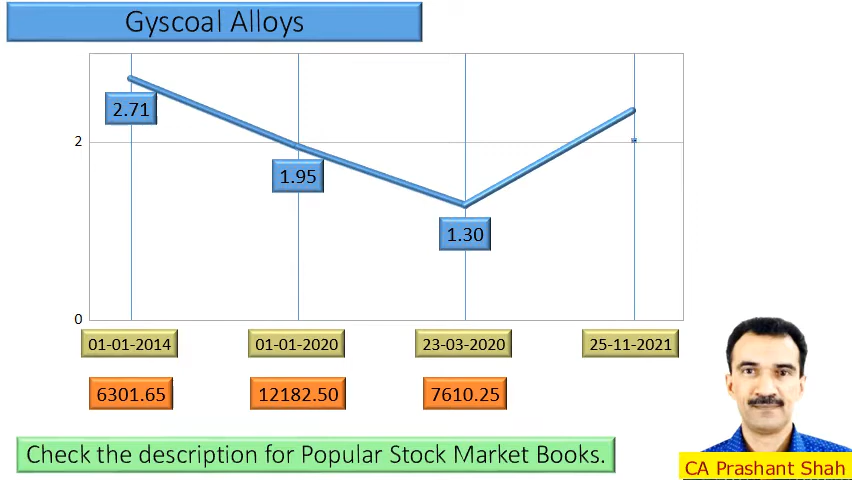 Gyscoal Alloys
2.71
2
1.95
1.30
0
01-01-2014 01-01-2020 23-03-2020 25-11-2021
6301.65 12182.50 7610.25
Check the description for Popular Stock Market Books.
CA Prashant Shah